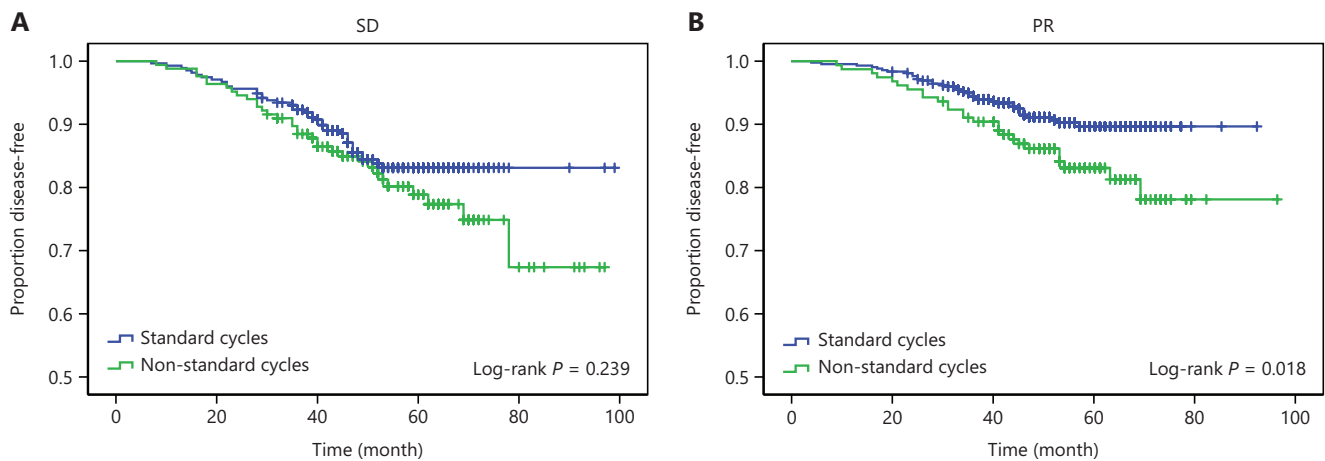 A
SD
Proportion disease-free
1.0
0.9
0.8
0.7
0.6
0.5
Standard cycles
Non-standard cycles
Log-rank P = 0.239
0 20 40 60 80 100
Time (month)
B
PR
Proportion disease-free
1.0
0.9
0.8
0.7
0.6
0.5
Standard cycles
Non-standard cycles
Log-rank P = 0.018
0 20 40 60 80 100
Time (month)